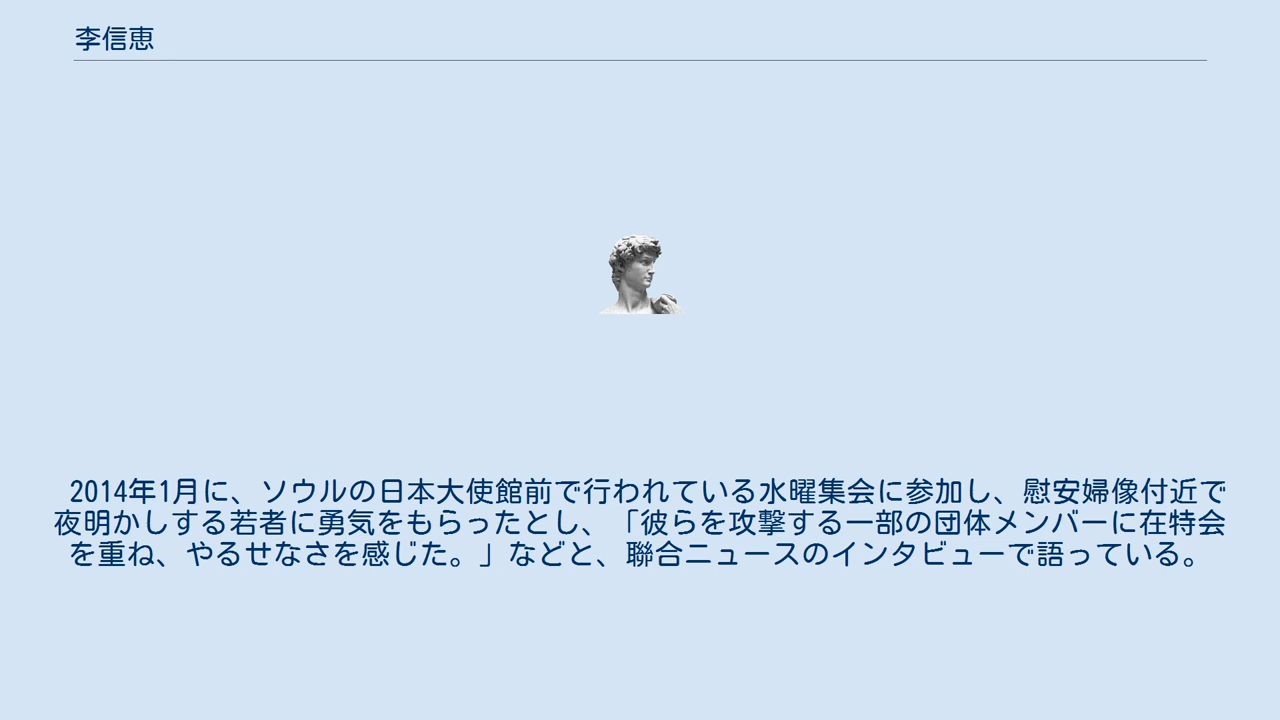 李信恵
2014年1月に、ソウルの日本大使館前で行われている水曜集会に参加し、慰安婦像付近で
夜明かしする若者に勇気をもらったとし、「彼らを攻撃する一部の団体メンバーに在特会
を重ね、やるせなさを感じた。」などと、聯合ニュースのインタビューで語っている。